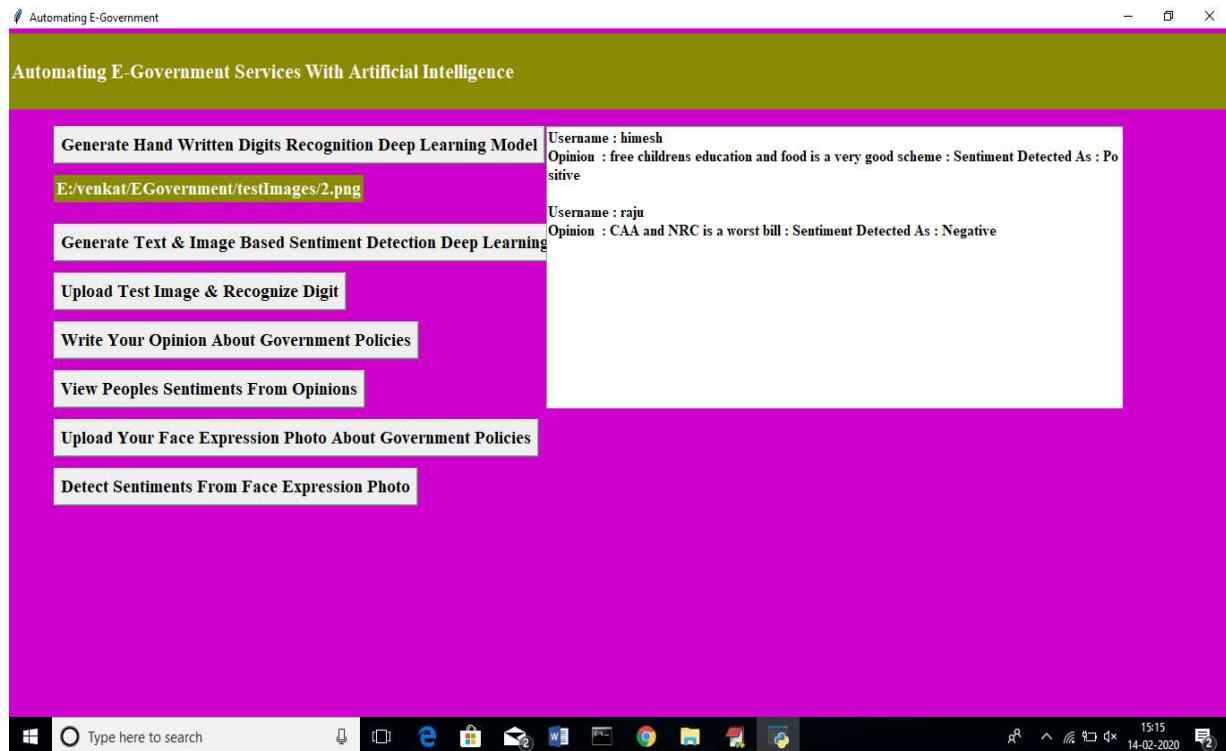 Automating E-Government
Automating E-Government Services With Artificial Intelligence
Generate Hand Written Digits Recognition Deep Learning Model
E:/venkat/EGovernment/testImages/2.png
Generate Text & Image Based Sentiment Detection Deep Learning
Upload Test Image & Recognize Digit
Write Your Opinion About Government Policies
View Peoples Sentiments From Opinions
Upload Your Face Expression Photo About Government Policies
Detect Sentiments From Face Expression Photo
Username : himesh
Opinion : free childrens education and food is a very good scheme : Sentiment Detected As : Po
sitive
Username : raju
Opinion : CAA and NRC is a worst bill : Sentiment Detected As : Negative
Type here to search
15:15
14-02-2020